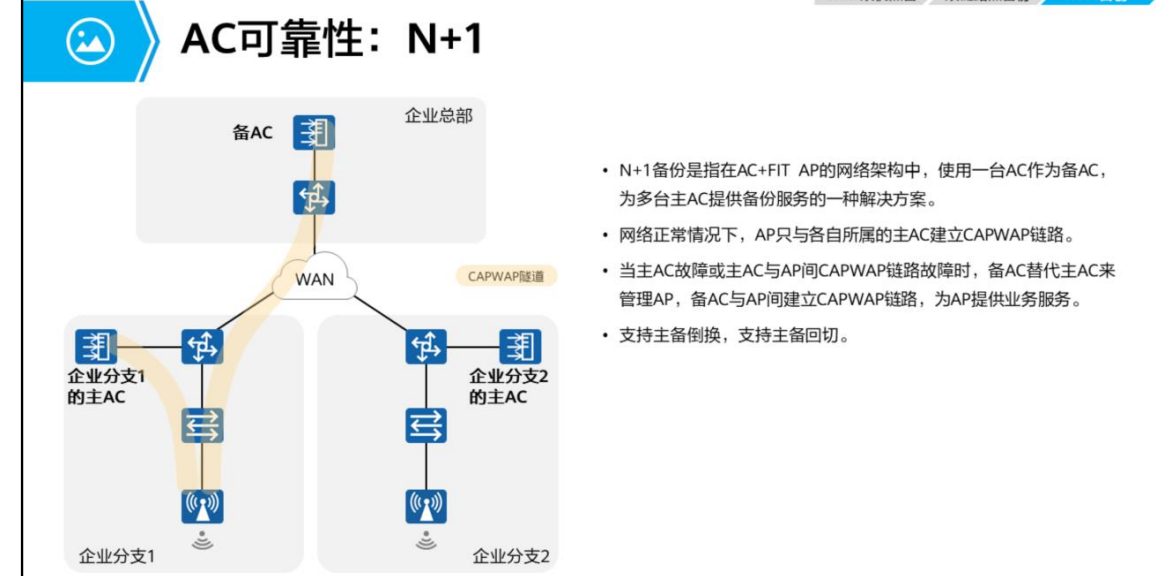 AC可靠性：N+1
企业总部
备AC
WAN
CAPWAP隧道
企业分支1
的主AC
企业分支2
的主AC
企业分支1
企业分支2
• N+1备份是指在AC+FIT AP的网络架构中，使用一台AC作为备AC，
为多台主AC提供备份服务的一种解决方案。
• 网络正常情况下，AP只与各自所属的主AC建立CAPWAP链路。
• 当主AC故障或主AC与AP间CAPWAP链路故障时，备AC替代主AC来
管理AP，备AC与AP间建立CAPWAP链路，为AP提供业务服务。
• 支持主备倒换，支持主备回切。